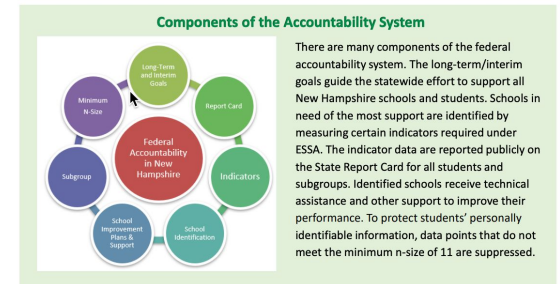 Components of the Accountability System
Long-Term
and Interim
Goals
Report Card
Indicators
School
Identification
School
Improvement
Plans &
Support
Subgroup
Minimum
N-Size
Federal
Accountability
in New
Hampshire
There are many components of the federal
accountability system. The long-term/interim
goals guide the statewide effort to support all
New Hampshire schools and students. Schools in
need of the most support are identified by
measuring certain indicators required under
ESSA. The indicator data are reported publicly on
the State Report Card for all students and
subgroups. Identified schools receive technical
assistance and other support to improve their
performance. To protect students’ personally
identifiable information, data points that do not
meet the minimum n-size of 11 are suppressed.